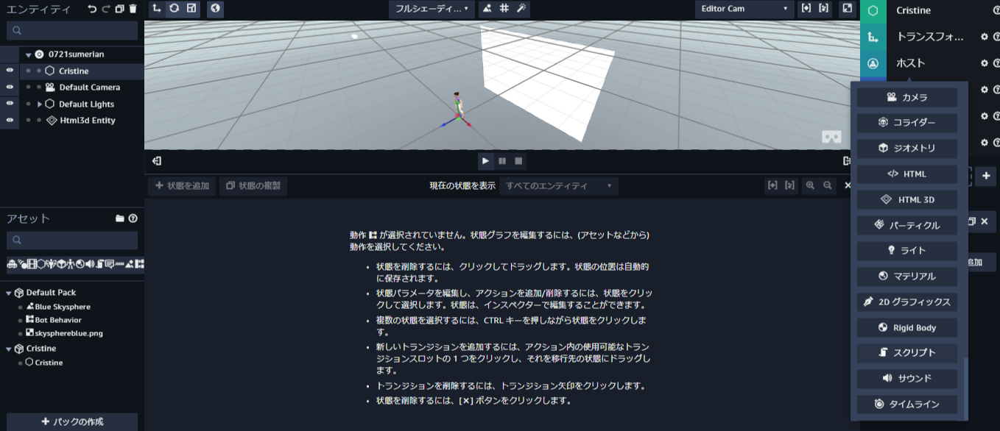 エンティティ
0721sumerian
Cristine
Default Camera
Default Lights
Html3d Entity
アセット
Default Pack
Blue Skysphere
Bot Behavior
skysphereblue.png
Cristine
Cristine
+ パックの作成
フルシェーディ...
Editor Cam
+ 状態を追加
状態の複製
現在の状態を表示
すべてのエンティティ
動作 が選択されていません。状態グラフを編集するには、(アセットなどから)
動作を選択してください。
• 状態を削除するには、クリックしてドラッグします。状態の位置は自動的
に保存されます。
• 状態パラメータを編集し、アクションを追加/削除するには、状態をクリッ
クして選択します。状態は、インスペクターで編集することができます。
• 複数の状態を選択するには、CTRL キーを押しながら状態をクリックしま
す。
• 新しいトランジションを追加するには、アクション内の使用可能なトラン
ジションスロットの 1 つをクリックし、それを移行先の状態にドラッグし
ます。
• トランジションを削除するには、トランジション矢印をクリックします。
• 状態を削除するには、[✕] ボタンをクリックします。
Cristine
トランスフォ...
ホスト
カメラ
コライダー
ジオメトリ
</> HTML
HTML 3D
パーティクル
ライト
マテリアル
2D グラフィックス
Rigid Body
スクリプト
サウンド
タイムライン
追加